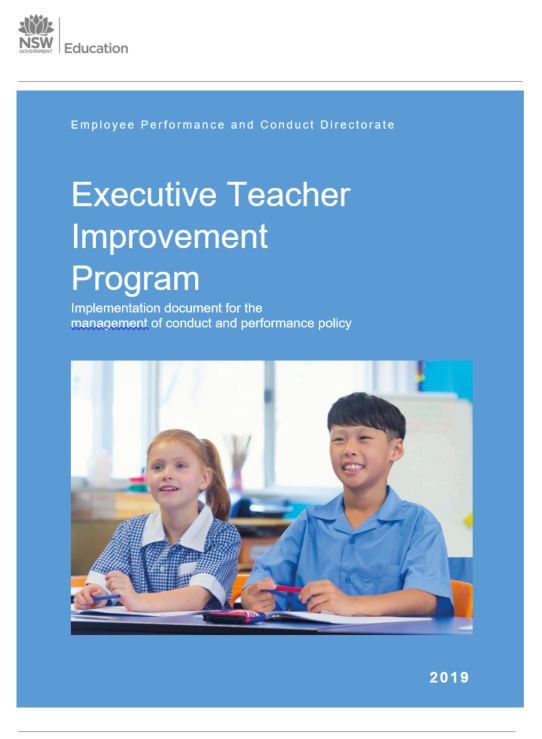 NSW
GOVERNMENT
Education
Employee Performance and Conduct Directorate
Executive Teacher
Improvement
Program
Implementation document for the
management of conduct and performance policy
2019